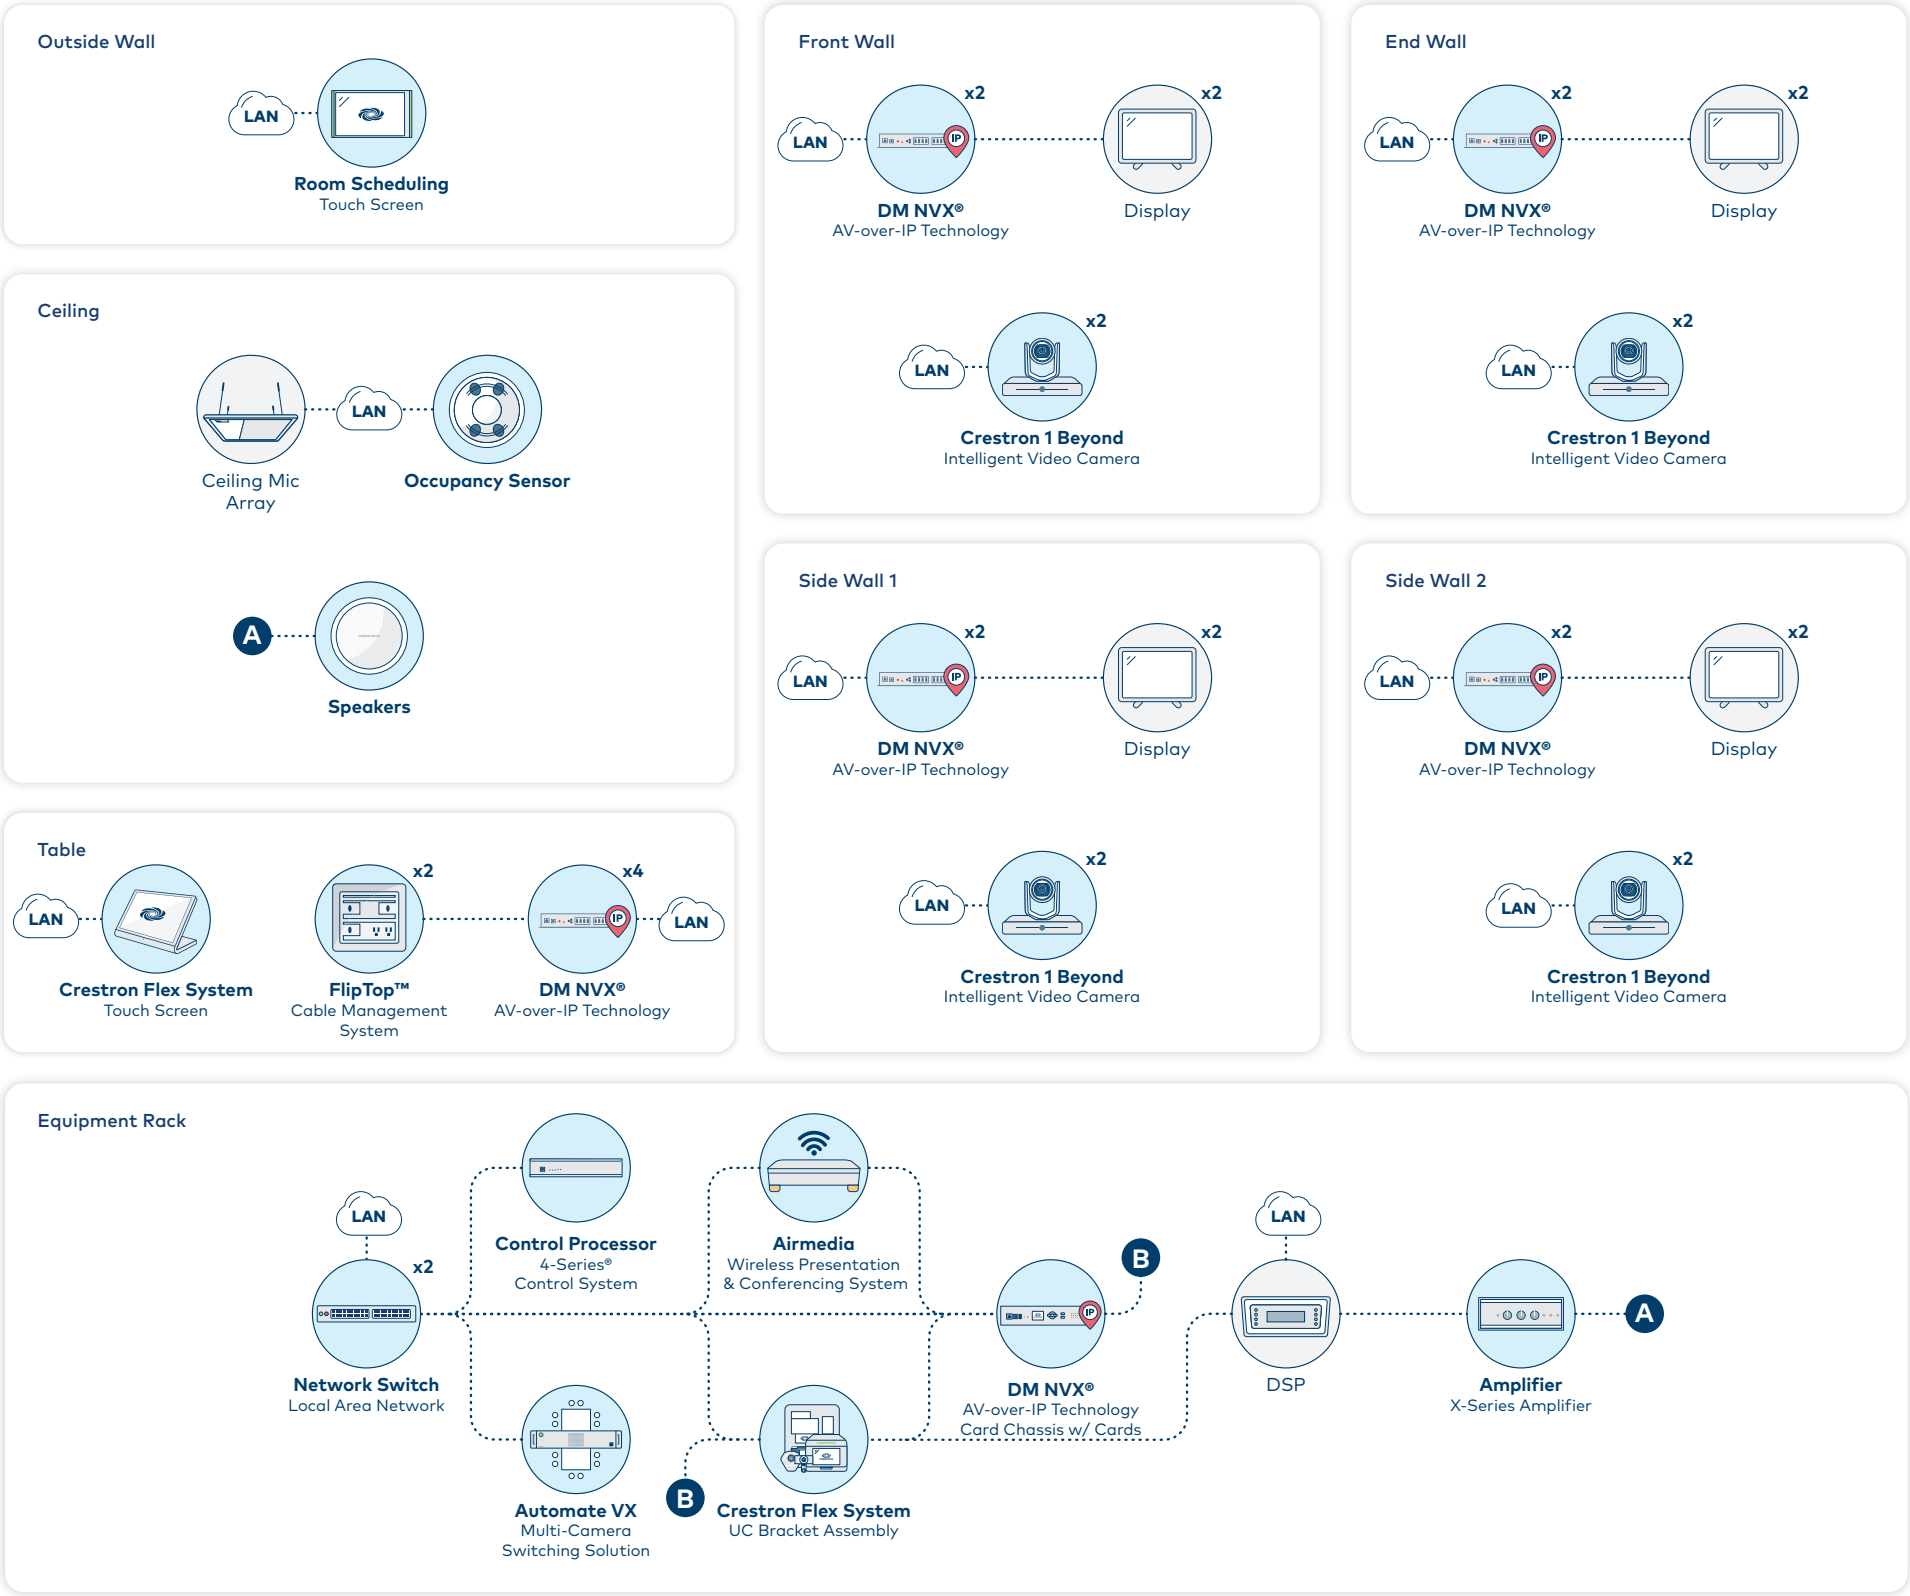 Outside Wall
LAN
Room Scheduling
Touch Screen
Ceiling
LAN
Ceiling Mic
Array
Occupancy Sensor
A
Speakers
Table
LAN
Crestron Flex System
Touch Screen
x2
FlipTop™
Cable Management
System
x4
IP
LAN
DM NVX®
AV-over-IP Technology
Front Wall
LAN
x2
IP
DM NVX®
AV-over-IP Technology
x2
Display
LAN
x2
Crestron 1 Beyond
Intelligent Video Camera
End Wall
LAN
x2
IP
DM NVX®
AV-over-IP Technology
x2
Display
LAN
x2
Crestron 1 Beyond
Intelligent Video Camera
Side Wall 1
LAN
x2
IP
DM NVX®
AV-over-IP Technology
x2
Display
LAN
x2
Crestron 1 Beyond
Intelligent Video Camera
Side Wall 2
LAN
x2
IP
DM NVX®
AV-over-IP Technology
x2
Display
LAN
x2
Crestron 1 Beyond
Intelligent Video Camera
Equipment Rack
LAN
x2
Network Switch
Local Area Network
Control Processor
4-Series®
Control System
Automate VX
Multi-Camera
Switching Solution
Airmedia
Wireless Presentation
& Conferencing System
B
Crestron Flex System
UC Bracket Assembly
B
IP
DM NVX®
AV-over-IP Technology
Card Chassis w/ Cards
LAN
DSP
Amplifier
X-Series Amplifier
A